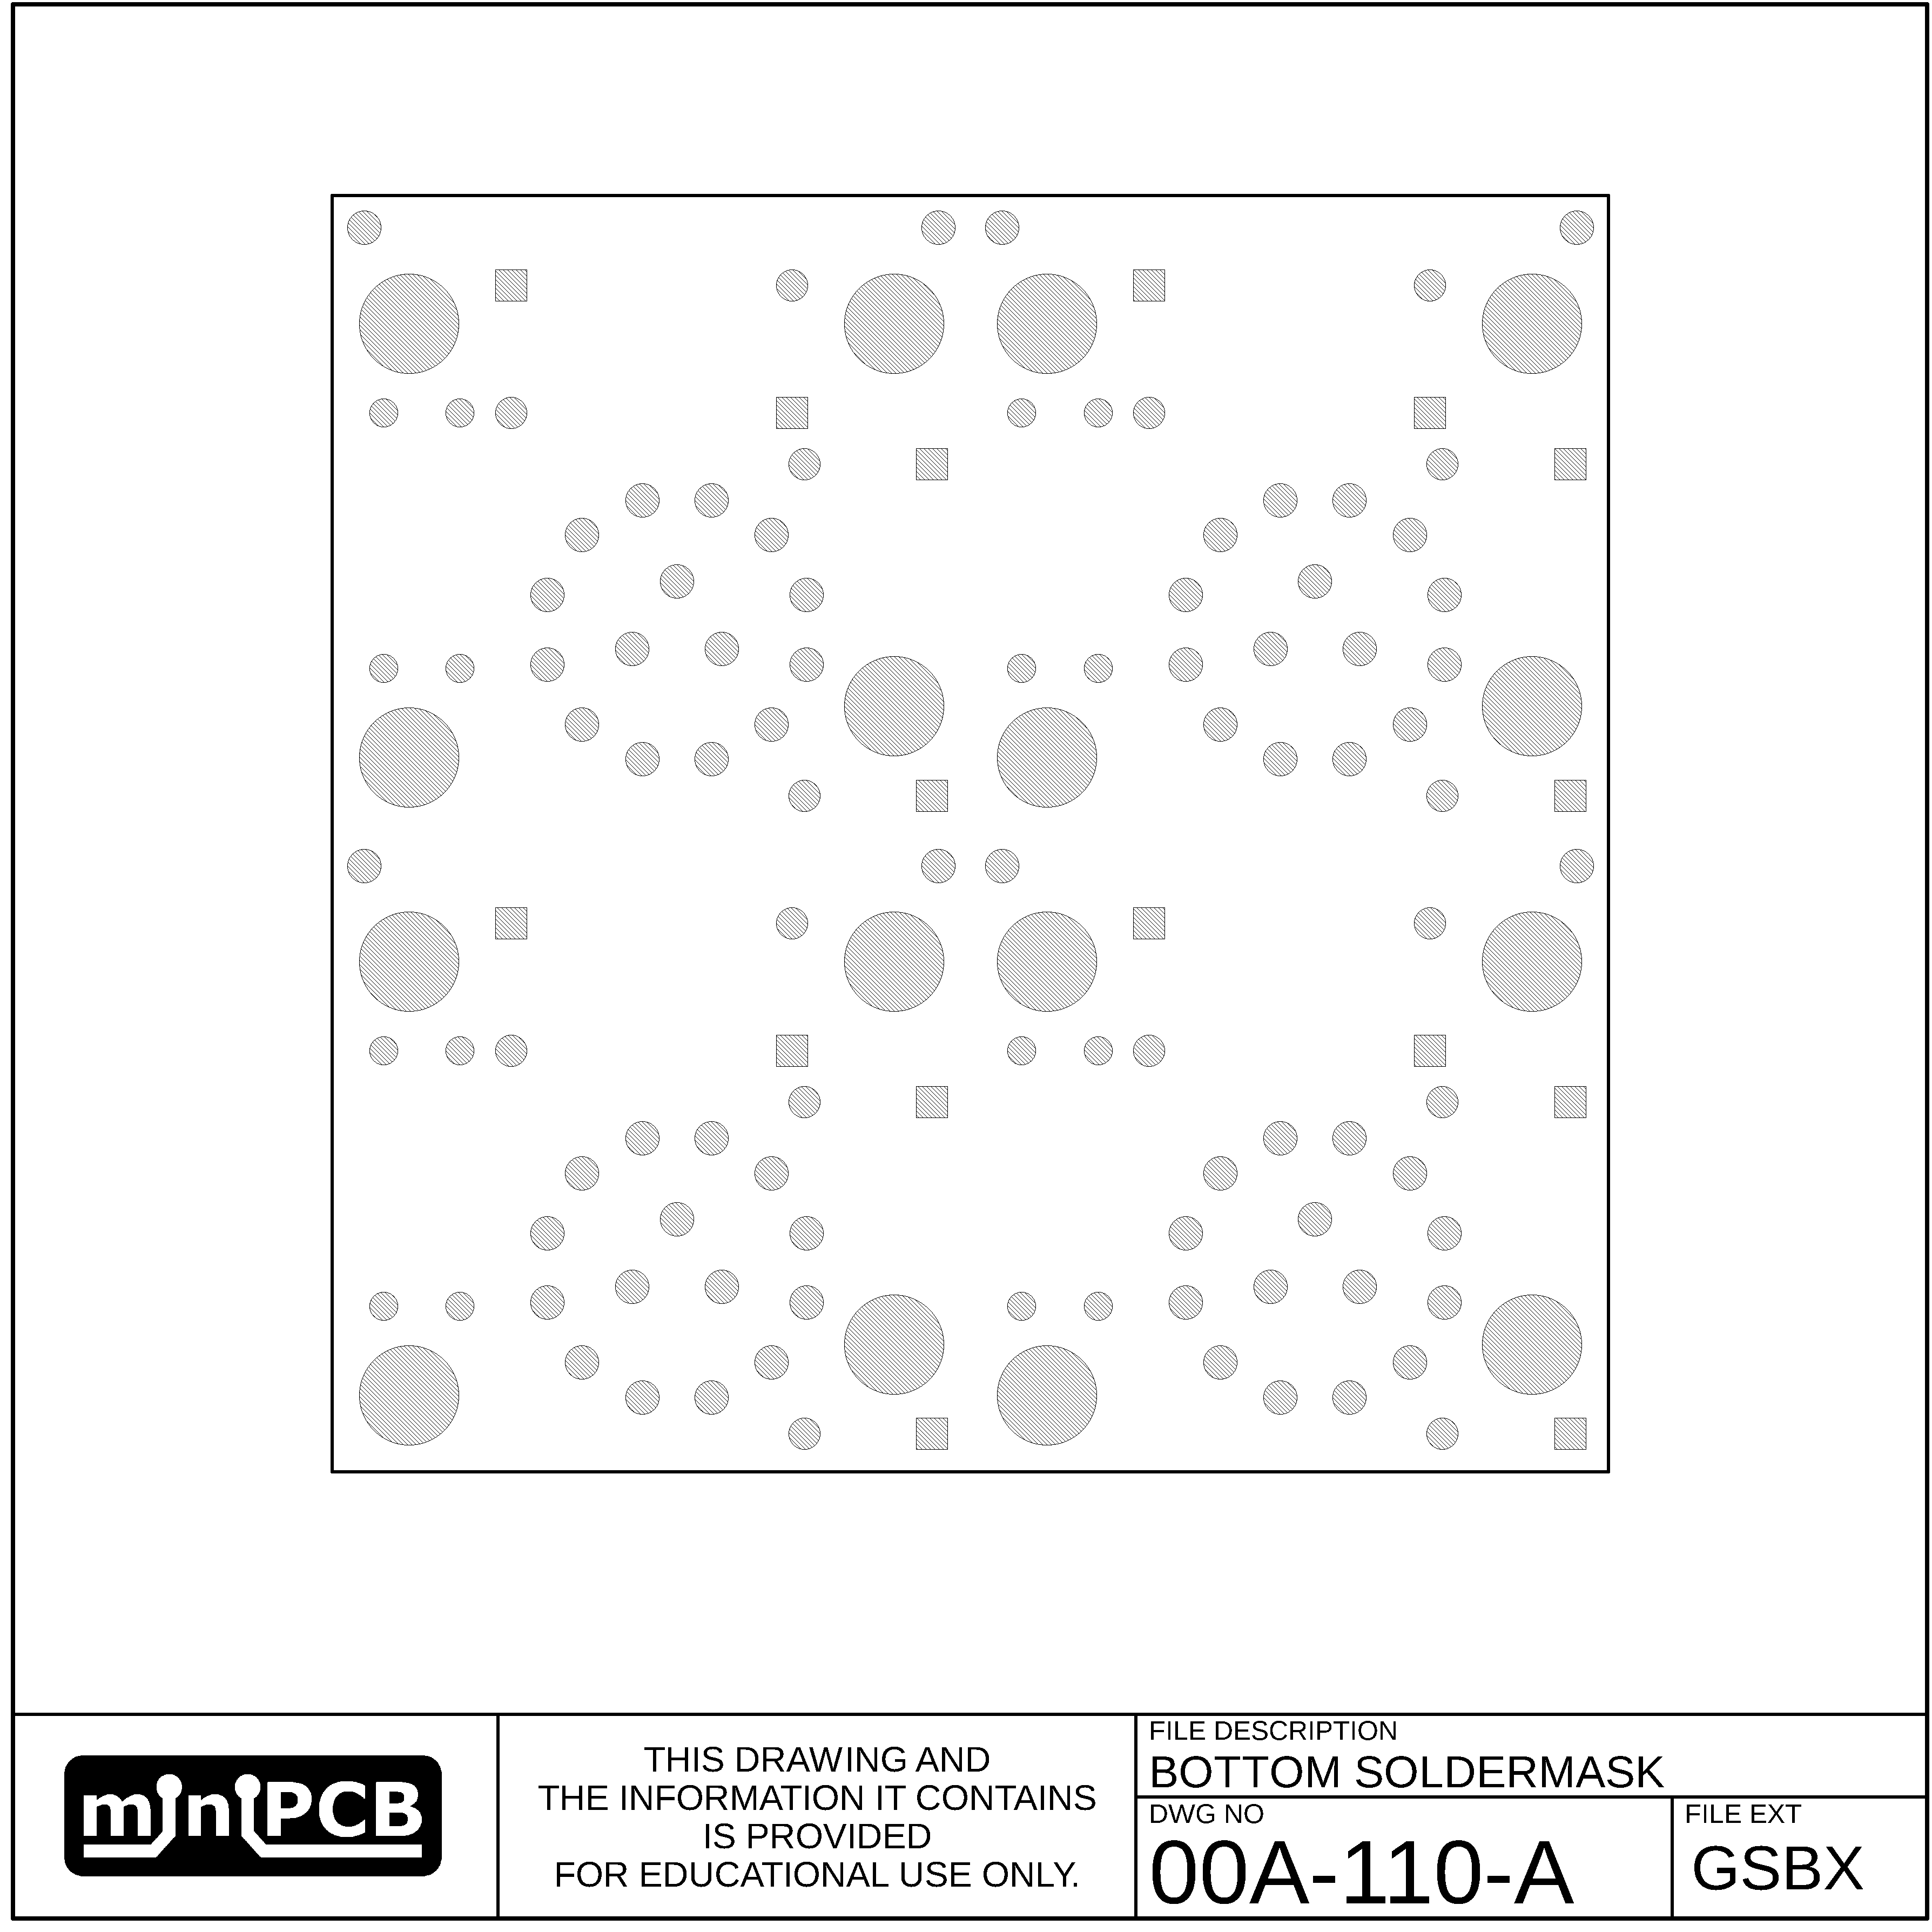 miniPCB
THIS DRAWING AND
THE INFORMATION IT CONTAINS
IS PROVIDED
FOR EDUCATIONAL USE ONLY.
FILE DESCRIPTION
BOTTOM SOLDERMASK
DWG NO
00A-110-A
FILE EXT
GSBX